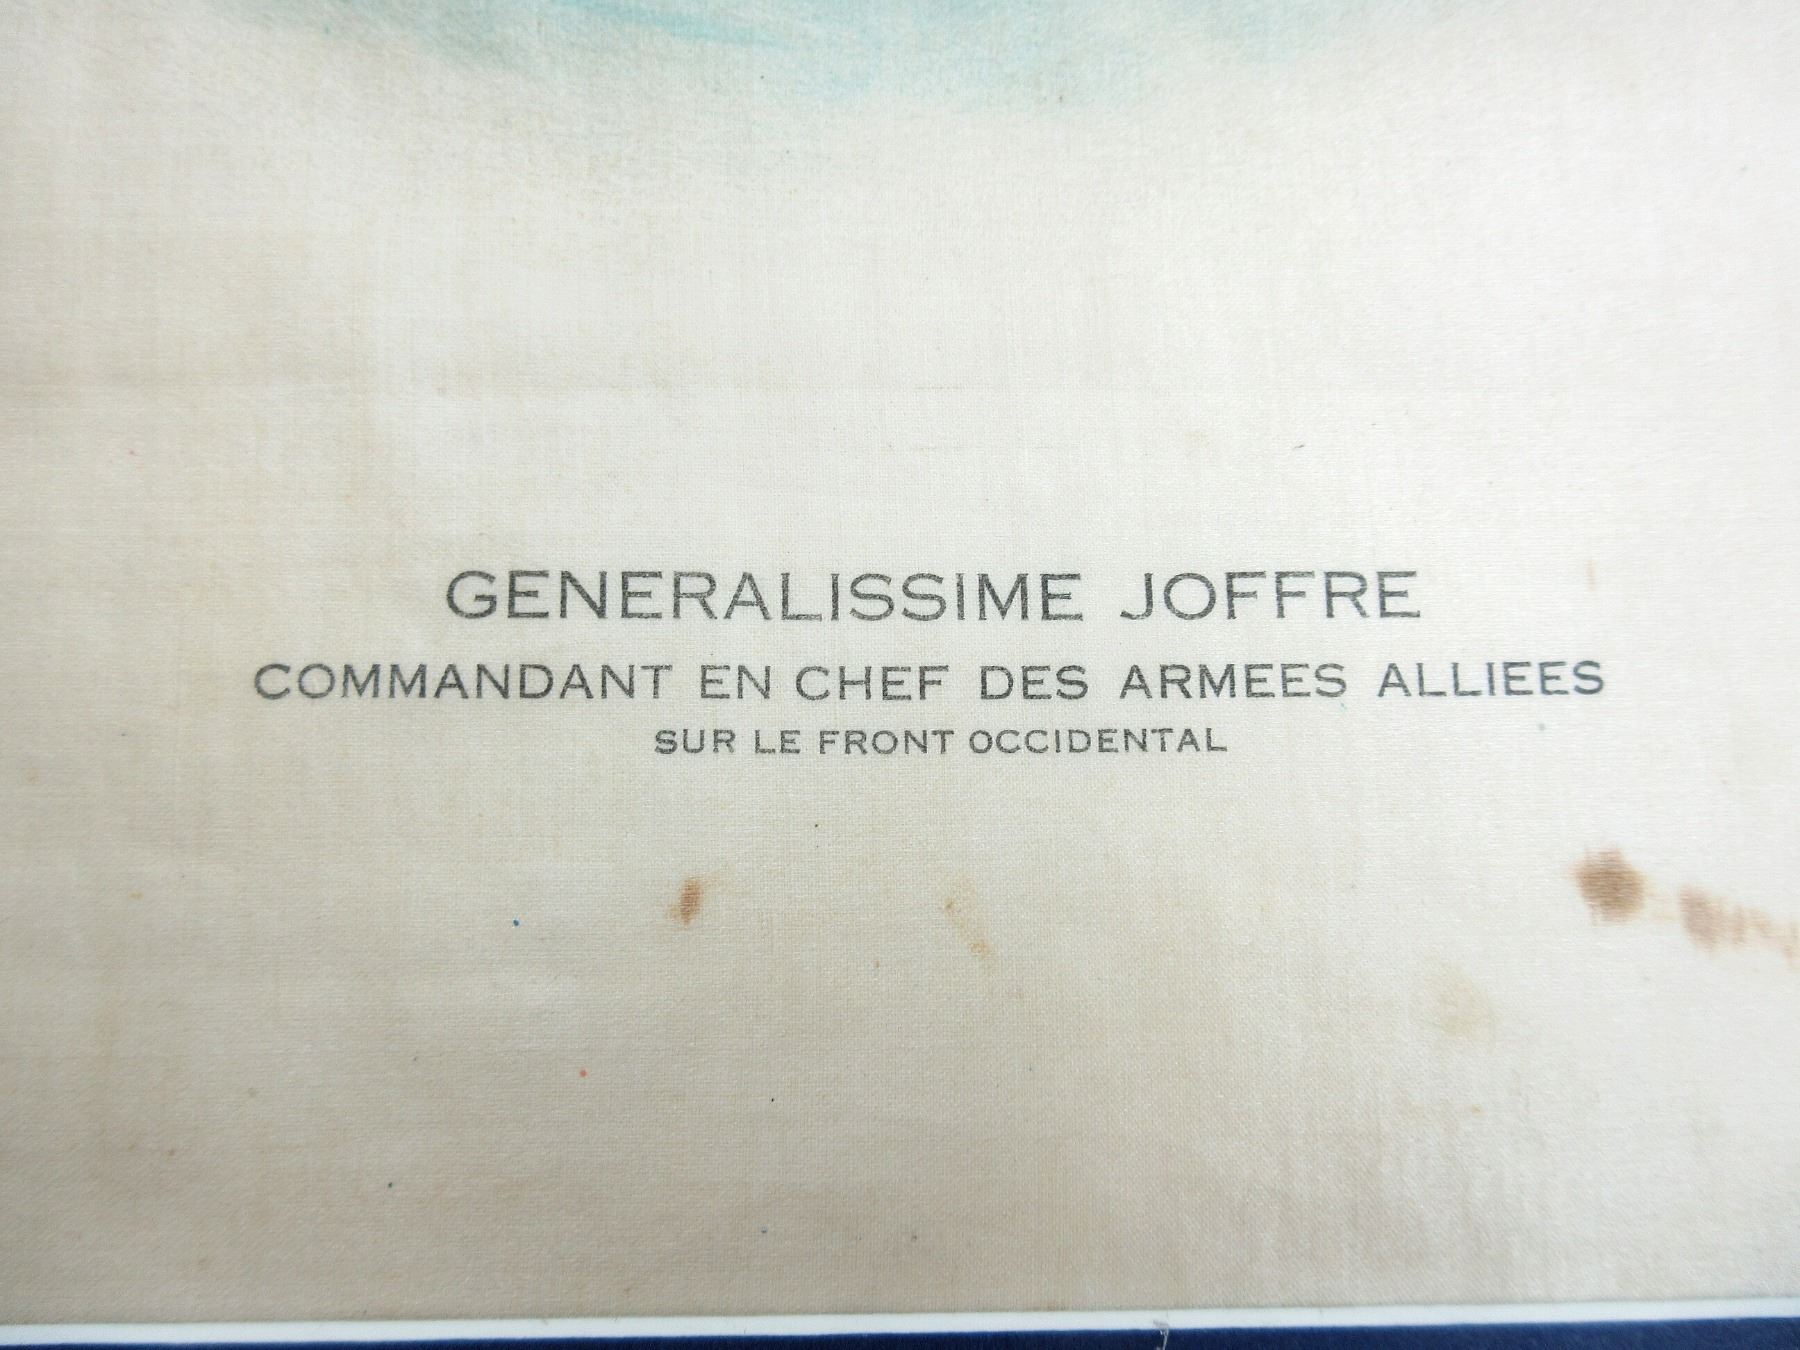 GENERALISSIME JOFFRE
COMMANDANT EN CHEF DES ARMEES ALLIEES
SUR LE FRONT OCCIDENTAL